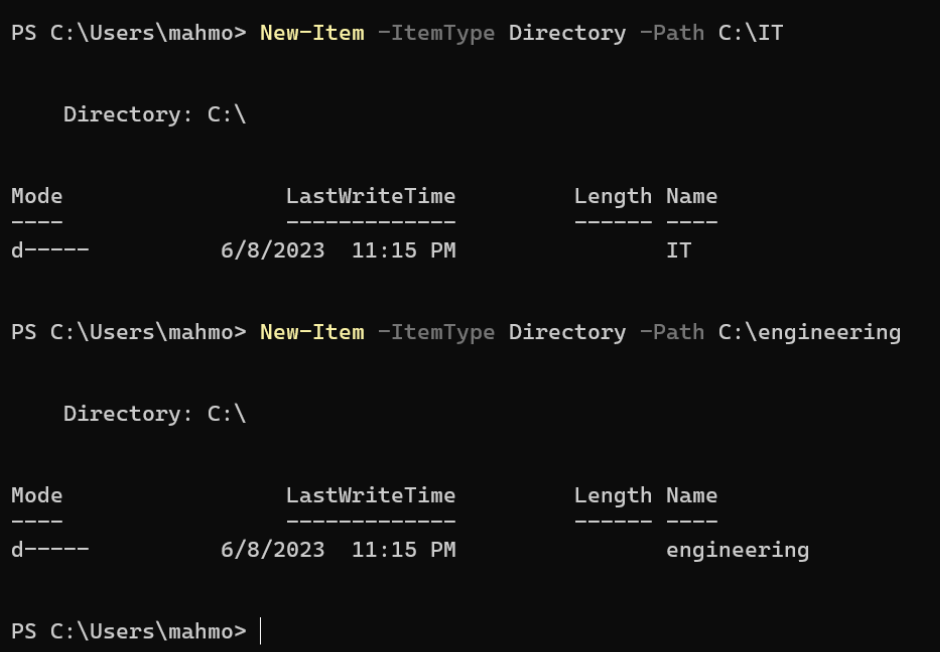 PS C:\Users\mahmo> New-Item -ItemType Directory -Path C:\IT
Directory: C:\
Mode                 LastWriteTime         Length Name
----                 -------------         ------ ----
d-----          6/8/2023  11:15 PM                IT
PS C:\Users\mahmo> New-Item -ItemType Directory -Path C:\engineering
Directory: C:\
Mode                 LastWriteTime         Length Name
----                 -------------         ------ ----
d-----          6/8/2023  11:15 PM                engineering
PS C:\Users\mahmo>